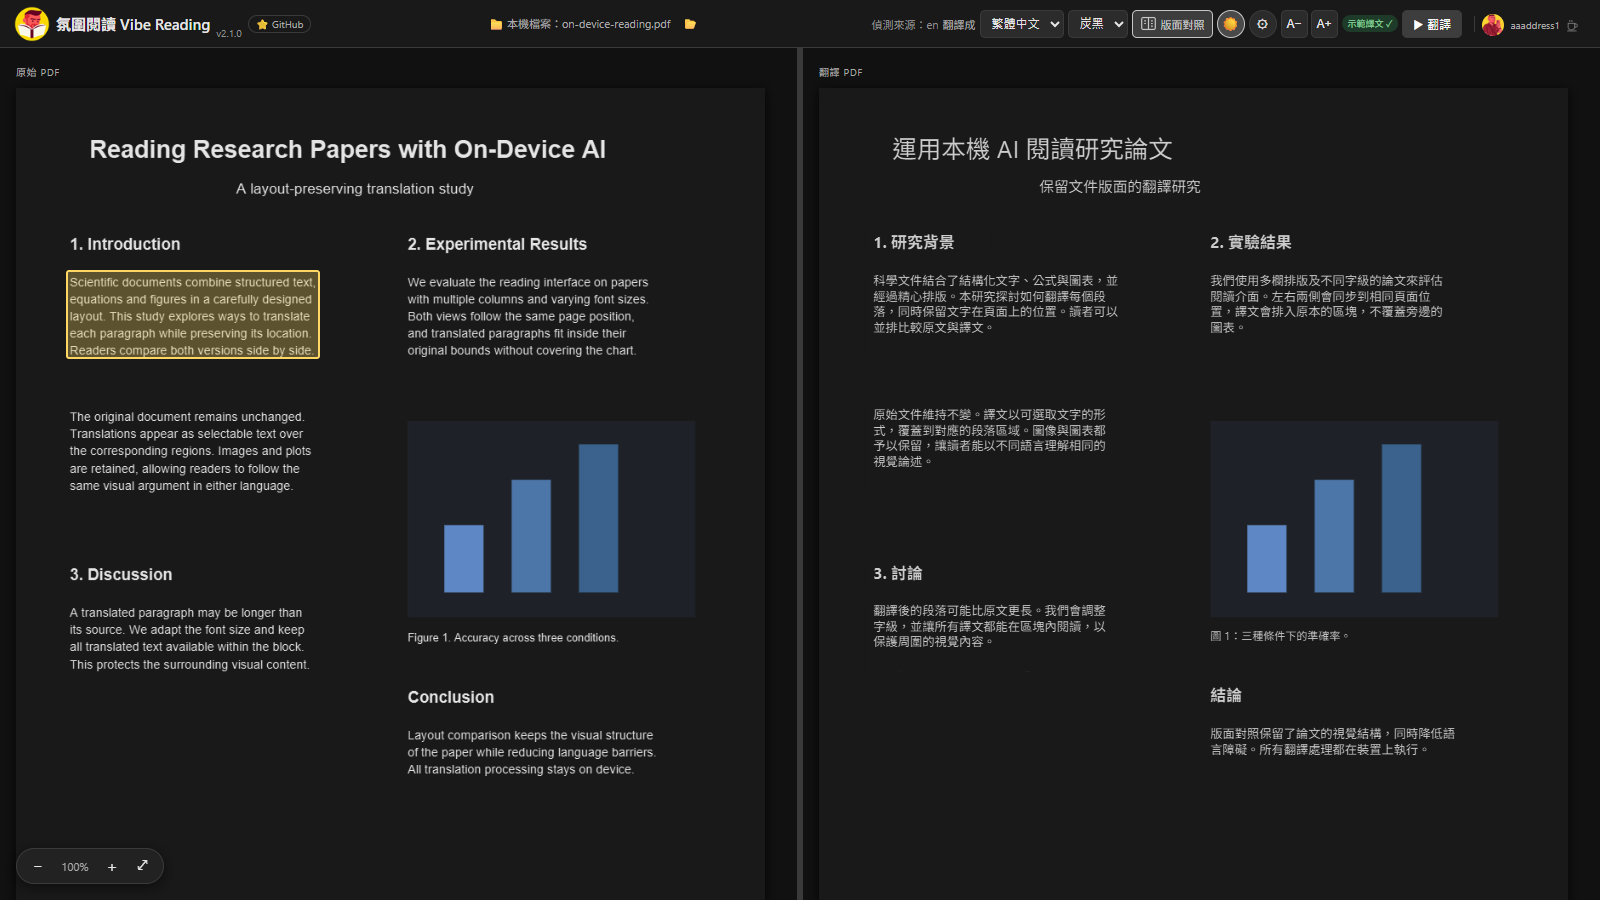 氛圍閱讀 Vibe Reading v2.1.0
GitHub
本機檔案：on-device-reading.pdf
偵測來源：en 翻譯成
繁體中文
炭黑
版面對照
A−
A+
示範譯文 ✓
▶ 翻譯
aaaddress1
原始 PDF
Reading Research Papers with On-Device AI
A layout-preserving translation study
1. Introduction
Scientific documents combine structured text,
equations and figures in a carefully designed
layout. This study explores ways to translate
each paragraph while preserving its location.
Readers compare both versions side by side.
The original document remains unchanged.
Translations appear as selectable text over
the corresponding regions. Images and plots
are retained, allowing readers to follow the
same visual argument in either language.
3. Discussion
A translated paragraph may be longer than
its source. We adapt the font size and keep
all translated text available within the block.
This protects the surrounding visual content.
2. Experimental Results
We evaluate the reading interface on papers
with multiple columns and varying font sizes.
Both views follow the same page position,
and translated paragraphs fit inside their
original bounds without covering the chart.
Figure 1. Accuracy across three conditions.
Conclusion
Layout comparison keeps the visual structure
of the paper while reducing language barriers.
All translation processing stays on device.
− 100% +
翻譯 PDF
運用本機 AI 閱讀研究論文
保留文件版面的翻譯研究
1. 研究背景
科學文件結合了結構化文字、公式與圖表，並
經過精心排版。本研究探討如何翻譯每個段
落，同時保留文字在頁面上的位置。讀者可以
並排比較原文與譯文。
原始文件維持不變。譯文以可選取文字的形
式，覆蓋到對應的段落區域。圖像與圖表都
予以保留，讓讀者能以不同語言理解相同的
視覺論述。
3. 討論
翻譯後的段落可能比原文更長。我們會調整
字級，並讓所有譯文都能在區塊內閱讀，以
保護周圍的視覺內容。
2. 實驗結果
我們使用多欄排版及不同字級的論文來評估
閱讀介面。左右兩側會同步到相同頁面位
置，譯文會排入原本的區塊，不覆蓋旁邊的
圖表。
圖 1：三種條件下的準確率。
結論
版面對照保留了論文的視覺結構，同時降低語
言障礙。所有翻譯處理都在裝置上執行。